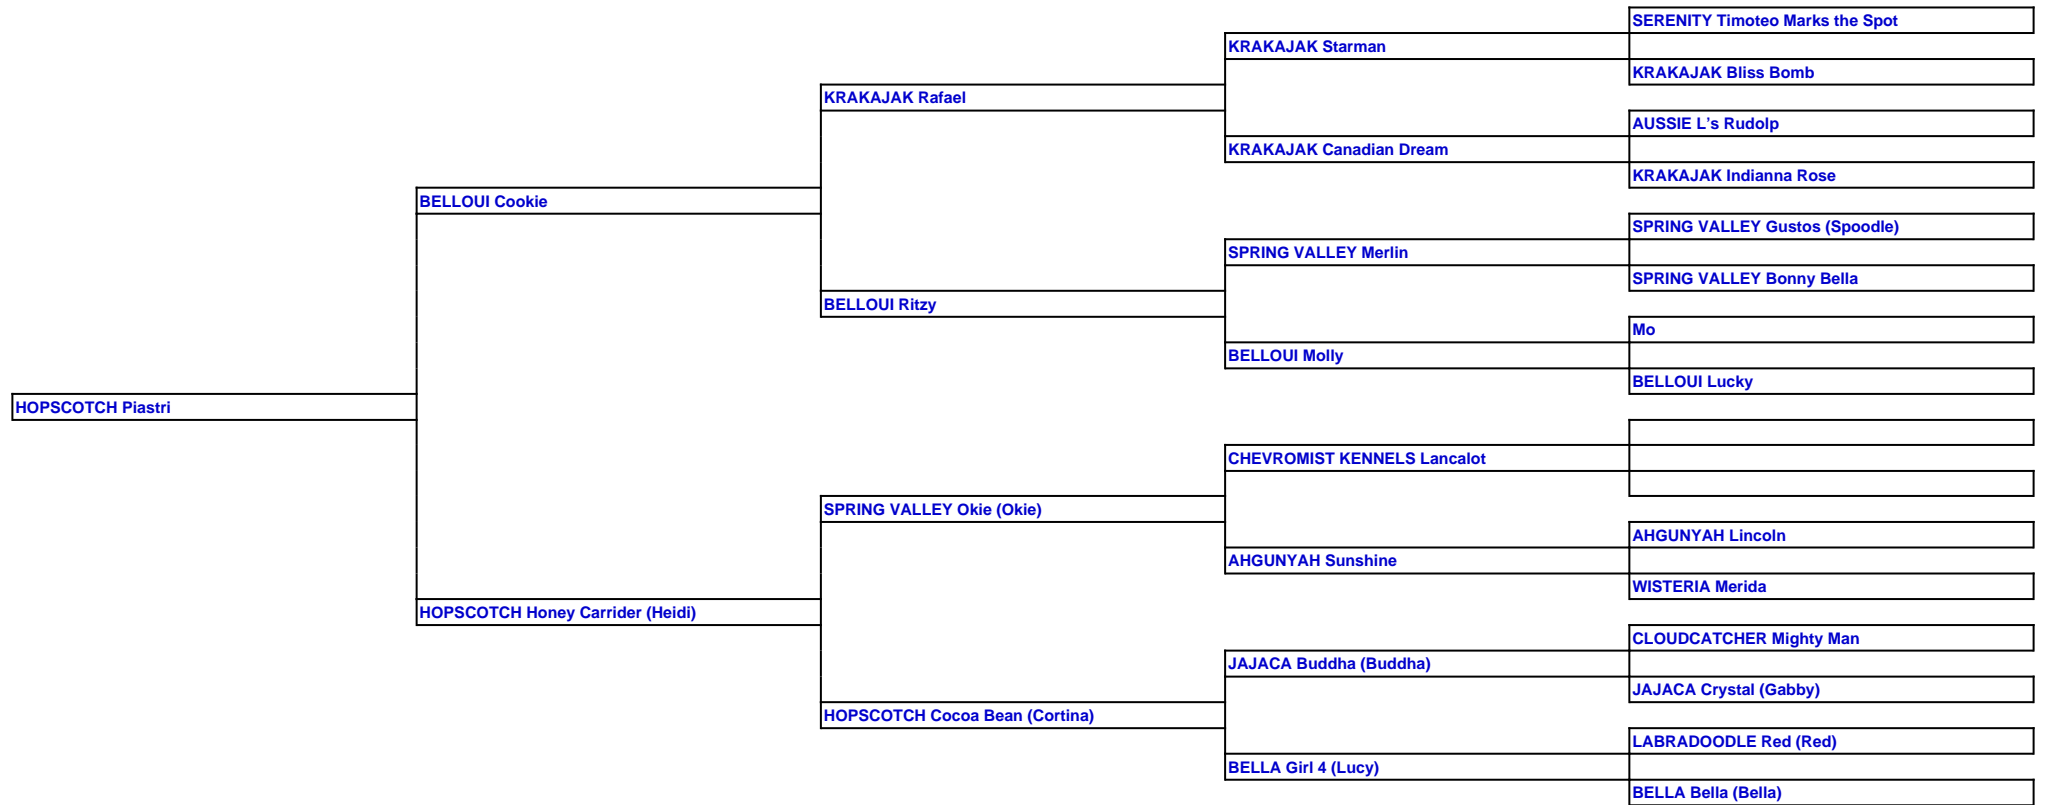 SERENITY Timoteo Marks the Spot
KRAKAJAK Starman
KRAKAJAK Bliss Bomb
KRAKAJAK Rafael
AUSSIE L's Rudolp
KRAKAJAK Canadian Dream
KRAKAJAK Indianna Rose
BELLOUI Cookie
SPRING VALLEY Gustos (Spoodle)
SPRING VALLEY Merlin
SPRING VALLEY Bonny Bella
BELLOUI Ritzy
Mo
BELLOUI Molly
BELLOUI Lucky
HOPSCOTCH Piastri
CHEVROMIST KENNELS Lancalot
SPRING VALLEY Okie (Okie)
AHGUNYAH Lincoln
AHGUNYAH Sunshine
WISTERIA Merida
HOPSCOTCH Honey Carrider (Heidi)
CLOUDCATCHER Mighty Man
JAJACA Buddha (Buddha)
JAJACA Crystal (Gabby)
HOPSCOTCH Cocoa Bean (Cortina)
LABRADOODLE Red (Red)
BELLA Girl 4 (Lucy)
BELLA Bella (Bella)